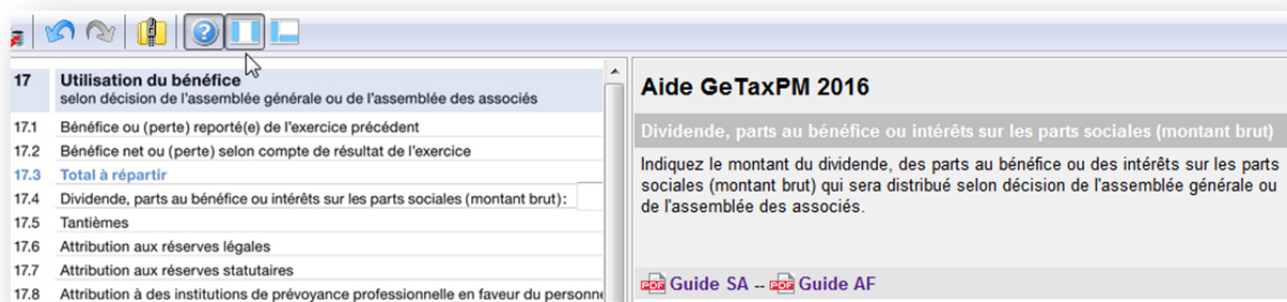 17 Utilisation du bénéfice
selon décision de l'assemblée générale ou de l'assemblée des associés
17.1 Bénéfice ou (perte) reporté(e) de l'exercice précédent
17.2 Bénéfice net ou (perte) selon compte de résultat de l'exercice
17.3 Total à répartir
17.4 Dividende, parts au bénéfice ou intérêts sur les parts sociales (montant brut):
17.5 Tantièmes
17.6 Attribution aux réserves légales
17.7 Attribution aux réserves statutaires
17.8 Attribution à des institutions de prévoyance professionnelle en faveur du personne
Aide GeTaxPM 2016
Dividende, parts au bénéfice ou intérêts sur les parts sociales (montant brut)
Indiquez le montant du dividende, des parts au bénéfice ou des intérêts sur les parts
sociales (montant brut) qui sera distribué selon décision de l'assemblée générale ou
de l'assemblée des associés.
PDF Guide SA -- PDF Guide AF